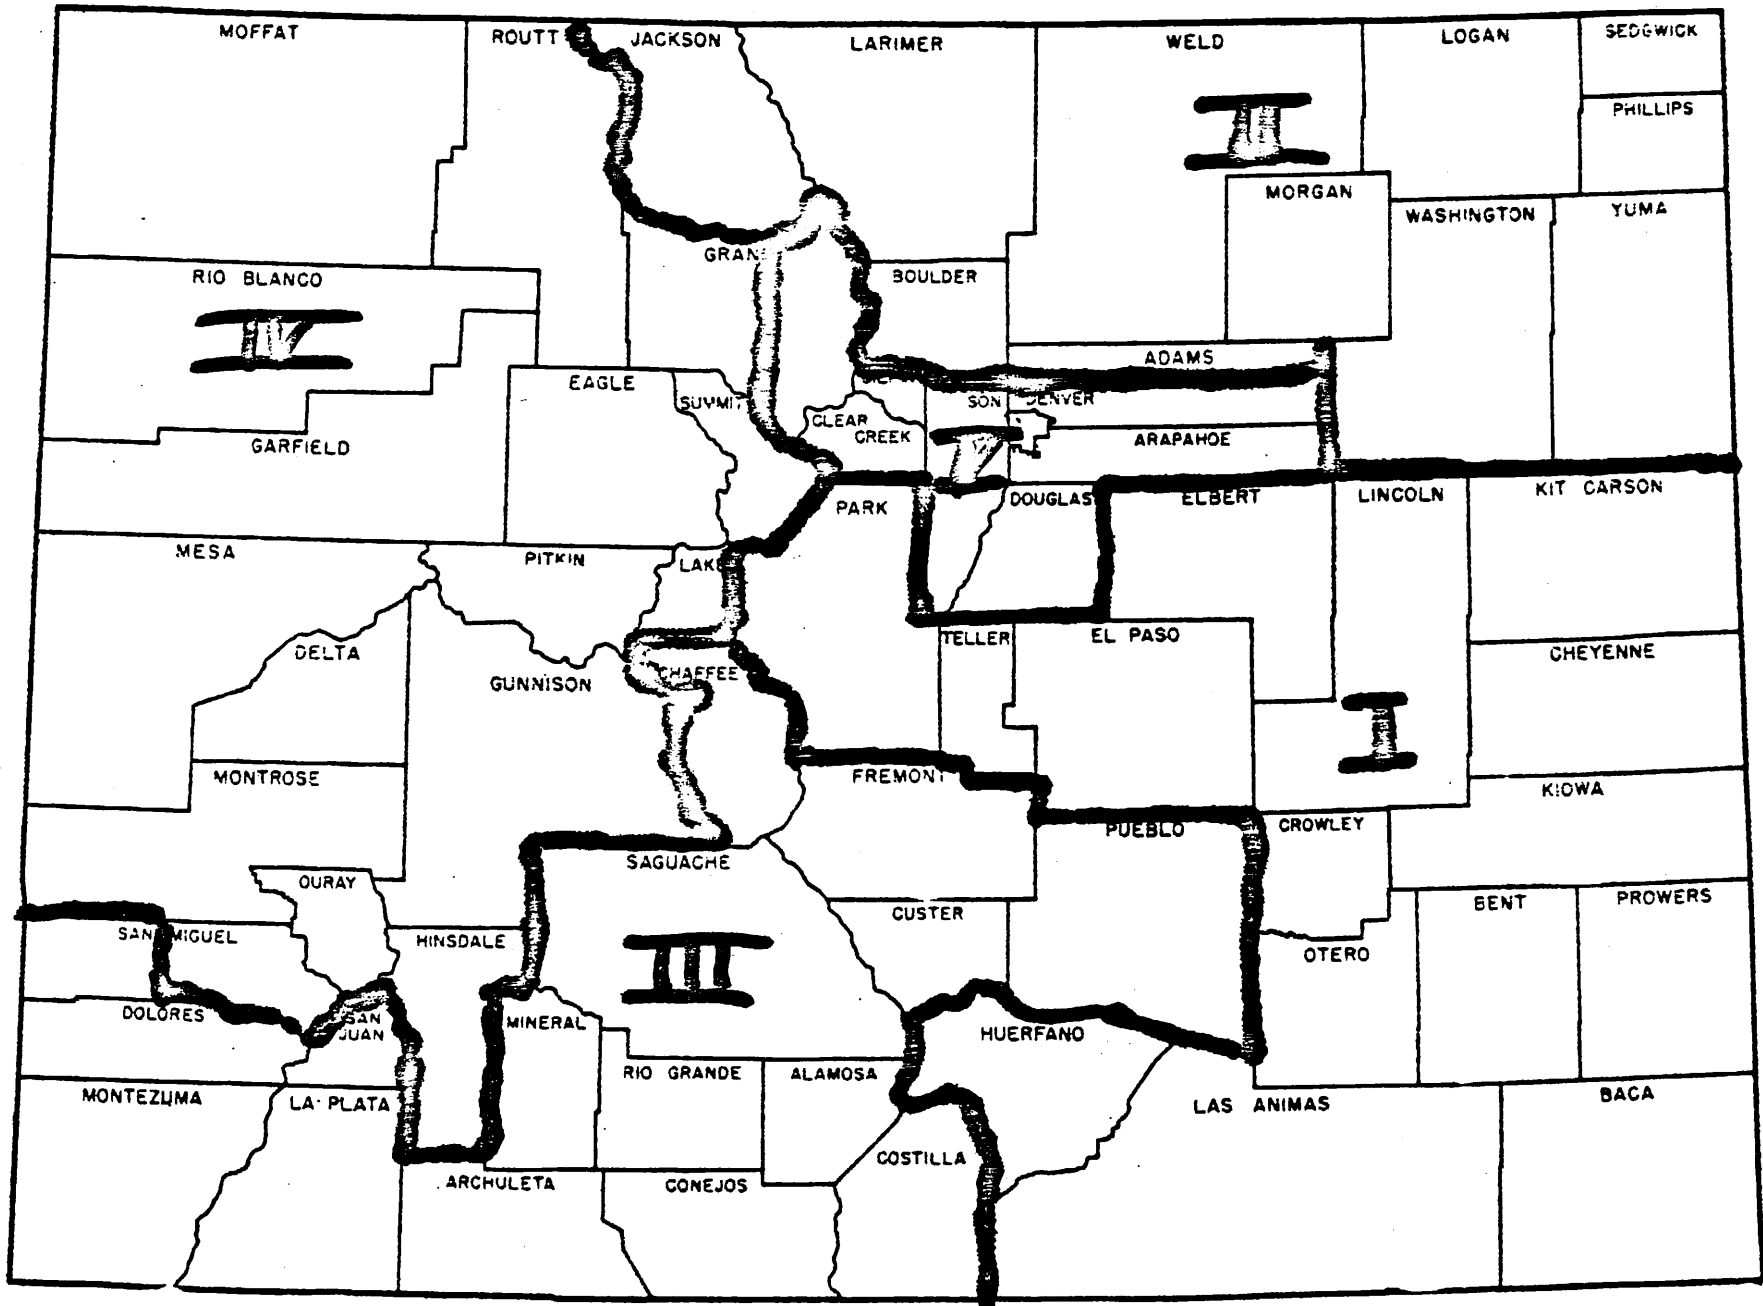 MOFFAT
ROUTT
JACKSON
LARIMER
WELD
LOGAN
SEDGWICK
PHILLIPS
II
MORGAN
WASHINGTON
YUMA
GRAN
BOULDER
RIO BLANCO
IV
ADAMS
EAGLE
SUMMIT
SON
DENVER
CLEAR
CREEK
ARAPAHOE
GARFIELD
V
PARK
DOUGLAS
ELBERT
LINCOLN
KIT CARSON
MESA
PITKIN
LAKE
TELLER
EL PASO
DELTA
GUNNISON
CHAFFEE
CHEYENNE
I
MONTROSE
FREMONT
KIOWA
PUEBLO
CROWLEY
SAGUACHE
OURAY
CUSTER
BENT
PROWERS
SAN MIGUEL
HINSDALE
OTERO
III
DOLORES
SAN
JUAN
MINERAL
HUERFANO
RIO GRANDE
ALAMOSA
MONTEZUMA
LA PLATA
LAS ANIMAS
BACA
COSTILLA
ARCHULETA
CONEJOS